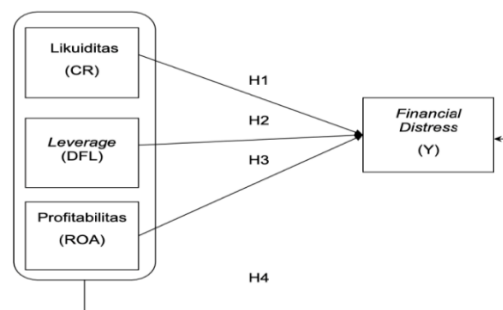 Likuiditas
(CR)
H1
Leverage
(DFL)
H2
Financial
Distress
(Y)
H3
Profitabilitas
(ROA)
H4